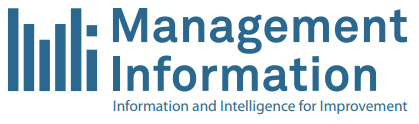 Management
Information
Information and Intelligence for Improvement